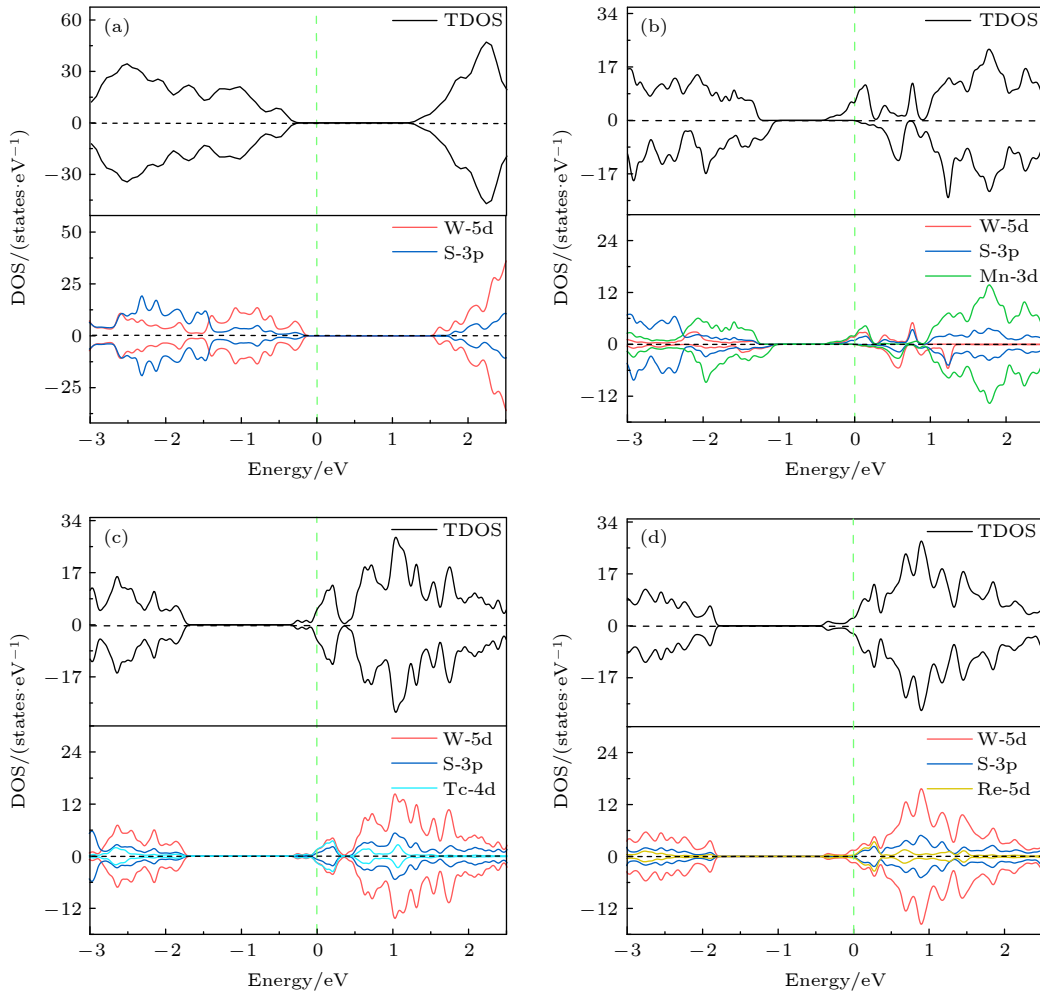 (a)
TDOS
60
30
0
−30
W-5d
S-3p
50
25
0
−25
DOS/(states·eV⁻¹)
−3 −2 −1 0 1 2
Energy/eV
(b)
TDOS
34
17
0
−17
W-5d
S-3p
Mn-3d
24
12
0
−12
DOS/(states·eV⁻¹)
−3 −2 −1 0 1 2
Energy/eV
(c)
TDOS
34
17
0
−17
W-5d
S-3p
Tc-4d
24
12
0
−12
DOS/(states·eV⁻¹)
−3 −2 −1 0 1 2
Energy/eV
(d)
TDOS
34
17
0
−17
W-5d
S-3p
Re-5d
24
12
0
−12
DOS/(states·eV⁻¹)
−3 −2 −1 0 1 2
Energy/eV